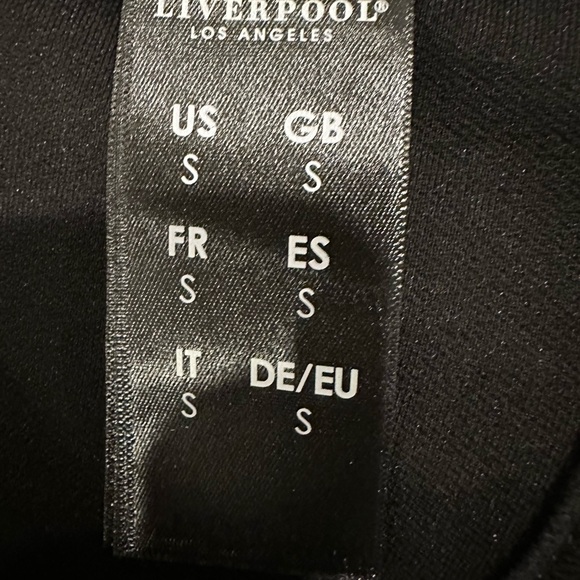 LIVERPOOL®
LOS ANGELES
US GB
S S
FR ES
S S
IT DE/EU
S S